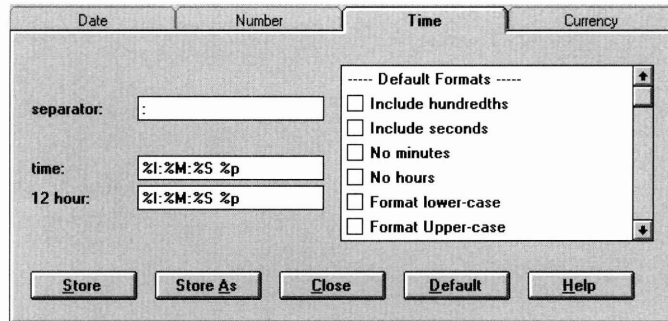 Date Number Time Currency
----- Default Formats -----
Include hundredths
separator: :
Include seconds
No minutes
time: %I:%M:%S %p
No hours
12 hour: %I:%M:%S %p
Format lower-case
Format Upper-case
Store Store As Close Default Help